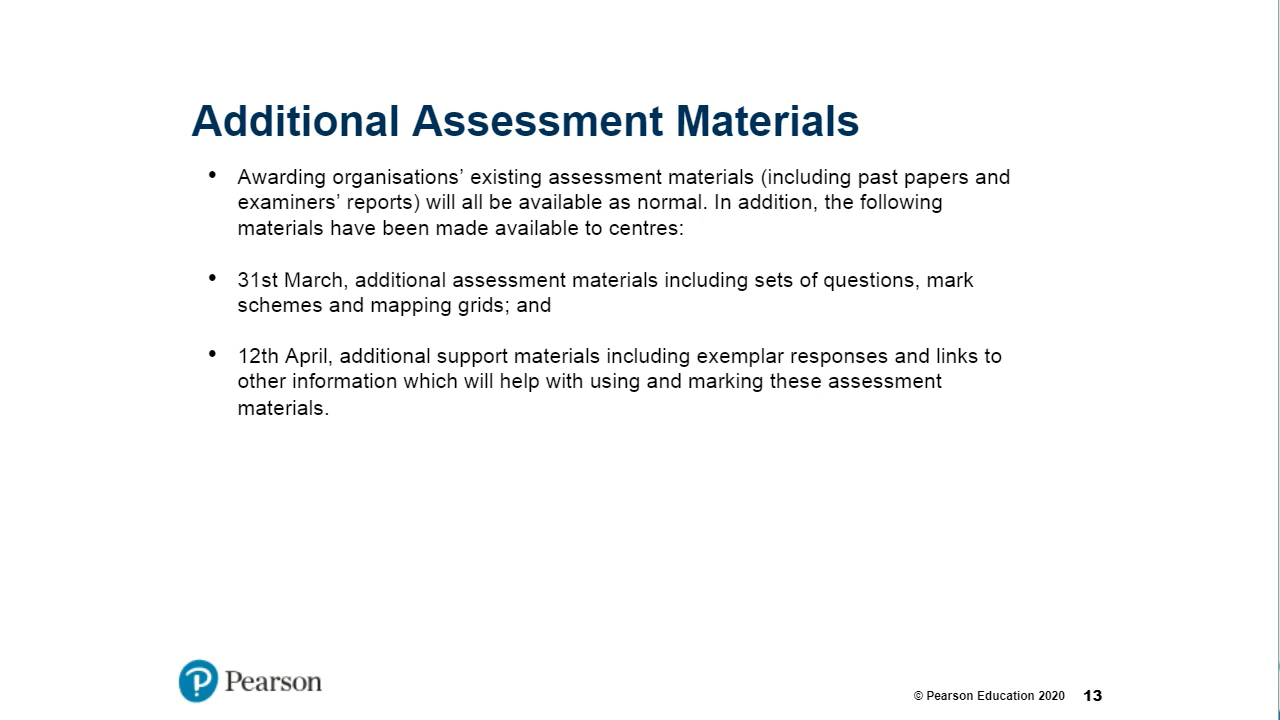 Additional Assessment Materials
• Awarding organisations’ existing assessment materials (including past papers and
examiners’ reports) will all be available as normal. In addition, the following
materials have been made available to centres:
• 31st March, additional assessment materials including sets of questions, mark
schemes and mapping grids; and
• 12th April, additional support materials including exemplar responses and links to
other information which will help with using and marking these assessment
materials.
Pearson
© Pearson Education 2020 13